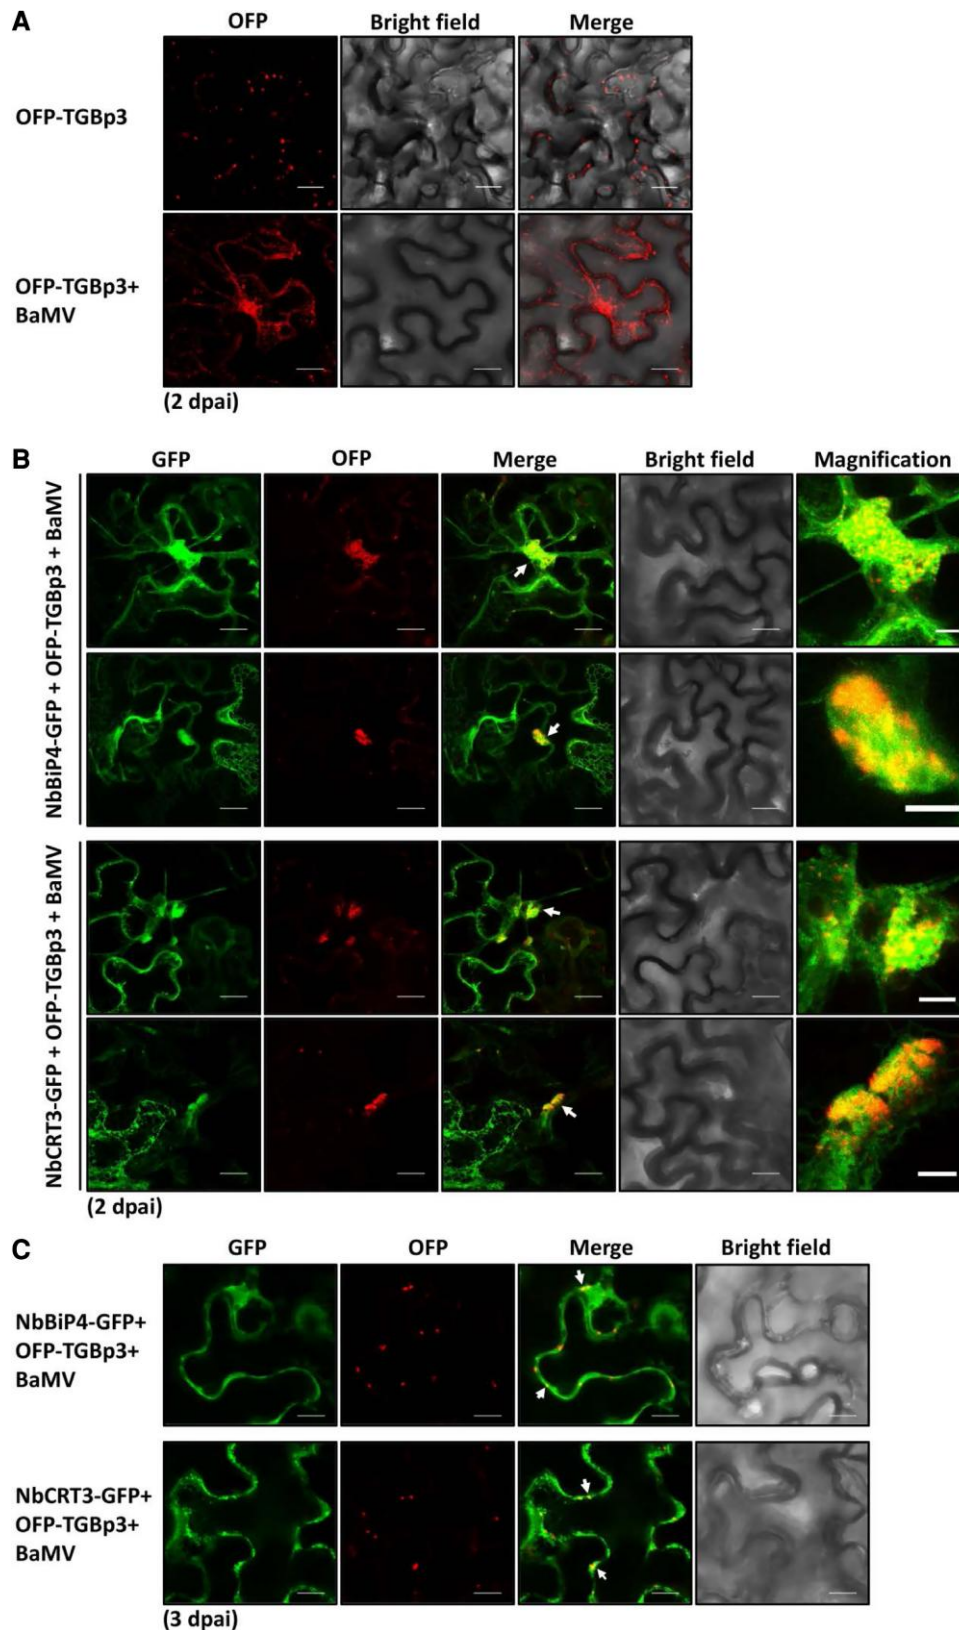 A
OFP
Bright field
Merge
OFP-TGBp3
OFP-TGBp3+
BaMV
(2 dpai)
B
GFP
OFP
Merge
Bright field
Magnification
NbBiP4-GFP + OFP-TGBp3 + BaMV
NbCRT3-GFP + OFP-TGBp3 + BaMV
(2 dpai)
C
GFP
OFP
Merge
Bright field
NbBiP4-GFP+
OFP-TGBp3+
BaMV
NbCRT3-GFP+
OFP-TGBp3+
BaMV
(3 dpai)